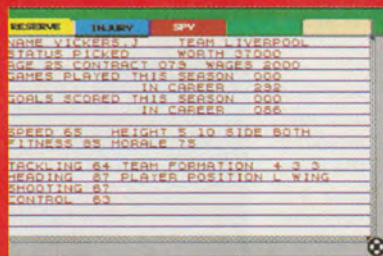 RESERVE INJURY SPY
NAME VICKERS.J TEAM LIVERPOOL
STATUS PICKED WORTH 37000
AGE 25 CONTRACT 079 WAGES 2000
GAMES PLAYED THIS SEASON 000
IN CAREER 292
GOALS SCORED THIS SEASON 000
IN CAREER 056
SPEED 65 HEIGHT 5 10 SIDE BOTH
FITNESS 85 MORALE 75
TACKLING 64 TEAM FORMATION 4 3 3
HEADING 67 PLAYER POSITION L WING
SHOOTING 67
CONTROL 63